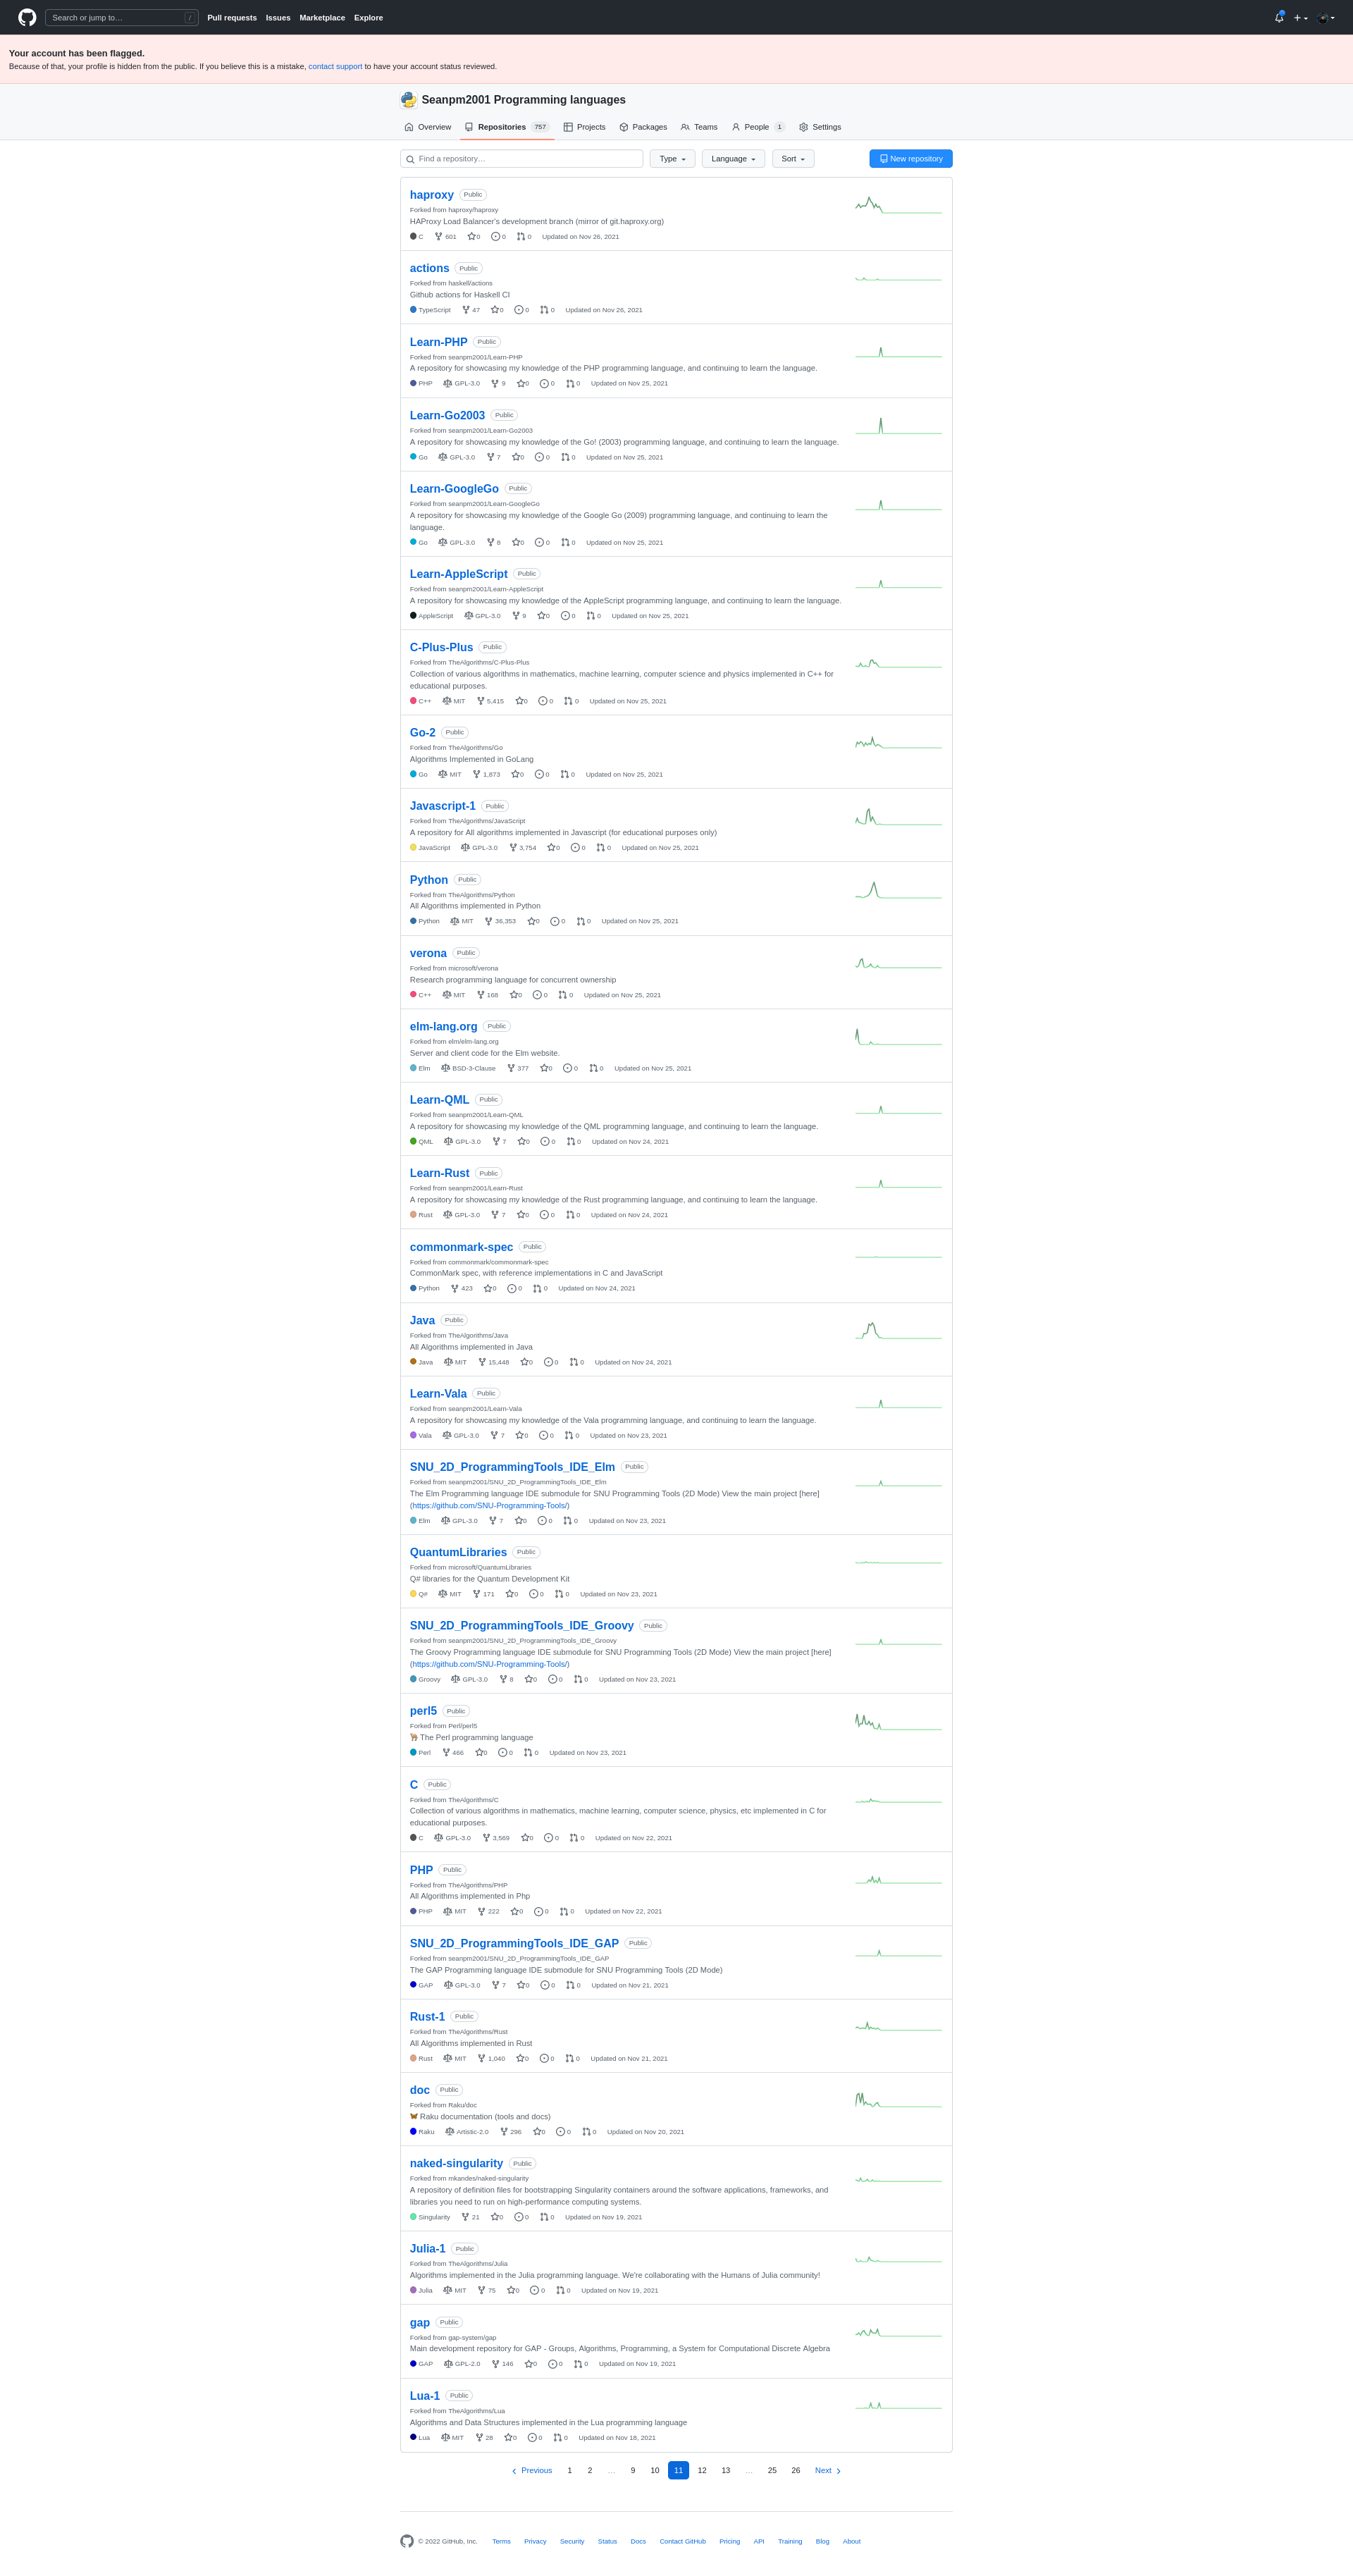 Search or jump to… /
Pull requests Issues Marketplace Explore
Your account has been flagged.
Because of that, your profile is hidden from the public. If you believe this is a mistake, contact support to have your account status reviewed.
Seanpm2001 Programming languages
Overview Repositories 757 Projects Packages Teams People 1 Settings
Find a repository… Type Language Sort New repository
haproxy Public
Forked from haproxy/haproxy
HAProxy Load Balancer's development branch (mirror of git.haproxy.org)
C 601 0 0 0 Updated on Nov 26, 2021
actions Public
Forked from haskell/actions
Github actions for Haskell CI
TypeScript 47 0 0 0 Updated on Nov 26, 2021
Learn-PHP Public
Forked from seanpm2001/Learn-PHP
A repository for showcasing my knowledge of the PHP programming language, and continuing to learn the language.
PHP GPL-3.0 9 0 0 0 Updated on Nov 25, 2021
Learn-Go2003 Public
Forked from seanpm2001/Learn-Go2003
A repository for showcasing my knowledge of the Go! (2003) programming language, and continuing to learn the language.
Go GPL-3.0 7 0 0 0 Updated on Nov 25, 2021
Learn-GoogleGo Public
Forked from seanpm2001/Learn-GoogleGo
A repository for showcasing my knowledge of the Google Go (2009) programming language, and continuing to learn the
language.
Go GPL-3.0 8 0 0 0 Updated on Nov 25, 2021
Learn-AppleScript Public
Forked from seanpm2001/Learn-AppleScript
A repository for showcasing my knowledge of the AppleScript programming language, and continuing to learn the language.
AppleScript GPL-3.0 9 0 0 0 Updated on Nov 25, 2021
C-Plus-Plus Public
Forked from TheAlgorithms/C-Plus-Plus
Collection of various algorithms in mathematics, machine learning, computer science and physics implemented in C++ for
educational purposes.
C++ MIT 5,415 0 0 0 Updated on Nov 25, 2021
Go-2 Public
Forked from TheAlgorithms/Go
Algorithms Implemented in GoLang
Go MIT 1,873 0 0 0 Updated on Nov 25, 2021
Javascript-1 Public
Forked from TheAlgorithms/JavaScript
A repository for All algorithms implemented in Javascript (for educational purposes only)
JavaScript GPL-3.0 3,754 0 0 0 Updated on Nov 25, 2021
Python Public
Forked from TheAlgorithms/Python
All Algorithms implemented in Python
Python MIT 36,353 0 0 0 Updated on Nov 25, 2021
verona Public
Forked from microsoft/verona
Research programming language for concurrent ownership
C++ MIT 168 0 0 0 Updated on Nov 25, 2021
elm-lang.org Public
Forked from elm/elm-lang.org
Server and client code for the Elm website.
Elm BSD-3-Clause 377 0 0 0 Updated on Nov 25, 2021
Learn-QML Public
Forked from seanpm2001/Learn-QML
A repository for showcasing my knowledge of the QML programming language, and continuing to learn the language.
QML GPL-3.0 7 0 0 0 Updated on Nov 24, 2021
Learn-Rust Public
Forked from seanpm2001/Learn-Rust
A repository for showcasing my knowledge of the Rust programming language, and continuing to learn the language.
Rust GPL-3.0 7 0 0 0 Updated on Nov 24, 2021
commonmark-spec Public
Forked from commonmark/commonmark-spec
CommonMark spec, with reference implementations in C and JavaScript
Python 423 0 0 0 Updated on Nov 24, 2021
Java Public
Forked from TheAlgorithms/Java
All Algorithms implemented in Java
Java MIT 15,448 0 0 0 Updated on Nov 24, 2021
Learn-Vala Public
Forked from seanpm2001/Learn-Vala
A repository for showcasing my knowledge of the Vala programming language, and continuing to learn the language.
Vala GPL-3.0 7 0 0 0 Updated on Nov 23, 2021
SNU_2D_ProgrammingTools_IDE_Elm Public
Forked from seanpm2001/SNU_2D_ProgrammingTools_IDE_Elm
The Elm Programming language IDE submodule for SNU Programming Tools (2D Mode) View the main project [here]
(https://github.com/SNU-Programming-Tools/)
Elm GPL-3.0 7 0 0 0 Updated on Nov 23, 2021
QuantumLibraries Public
Forked from microsoft/QuantumLibraries
Q# libraries for the Quantum Development Kit
Q# MIT 171 0 0 0 Updated on Nov 23, 2021
SNU_2D_ProgrammingTools_IDE_Groovy Public
Forked from seanpm2001/SNU_2D_ProgrammingTools_IDE_Groovy
The Groovy Programming language IDE submodule for SNU Programming Tools (2D Mode) View the main project [here]
(https://github.com/SNU-Programming-Tools/)
Groovy GPL-3.0 8 0 0 0 Updated on Nov 23, 2021
perl5 Public
Forked from Perl/perl5
🐪 The Perl programming language
Perl 466 0 0 0 Updated on Nov 23, 2021
C Public
Forked from TheAlgorithms/C
Collection of various algorithms in mathematics, machine learning, computer science, physics, etc implemented in C for
educational purposes.
C GPL-3.0 3,569 0 0 0 Updated on Nov 22, 2021
PHP Public
Forked from TheAlgorithms/PHP
All Algorithms implemented in Php
PHP MIT 222 0 0 0 Updated on Nov 22, 2021
SNU_2D_ProgrammingTools_IDE_GAP Public
Forked from seanpm2001/SNU_2D_ProgrammingTools_IDE_GAP
The GAP Programming language IDE submodule for SNU Programming Tools (2D Mode)
GAP GPL-3.0 7 0 0 0 Updated on Nov 21, 2021
Rust-1 Public
Forked from TheAlgorithms/Rust
All Algorithms implemented in Rust
Rust MIT 1,040 0 0 0 Updated on Nov 21, 2021
doc Public
Forked from Raku/doc
🦋 Raku documentation (tools and docs)
Raku Artistic-2.0 296 0 0 0 Updated on Nov 20, 2021
naked-singularity Public
Forked from mkandes/naked-singularity
A repository of definition files for bootstrapping Singularity containers around the software applications, frameworks, and
libraries you need to run on high-performance computing systems.
Singularity 21 0 0 0 Updated on Nov 19, 2021
Julia-1 Public
Forked from TheAlgorithms/Julia
Algorithms implemented in the Julia programming language. We're collaborating with the Humans of Julia community!
Julia MIT 75 0 0 0 Updated on Nov 19, 2021
gap Public
Forked from gap-system/gap
Main development repository for GAP - Groups, Algorithms, Programming, a System for Computational Discrete Algebra
GAP GPL-2.0 146 0 0 0 Updated on Nov 19, 2021
Lua-1 Public
Forked from TheAlgorithms/Lua
Algorithms and Data Structures implemented in the Lua programming language
Lua MIT 28 0 0 0 Updated on Nov 18, 2021
Previous 1 2 … 9 10 11 12 13 … 25 26 Next
© 2022 GitHub, Inc. Terms Privacy Security Status Docs Contact GitHub Pricing API Training Blog About